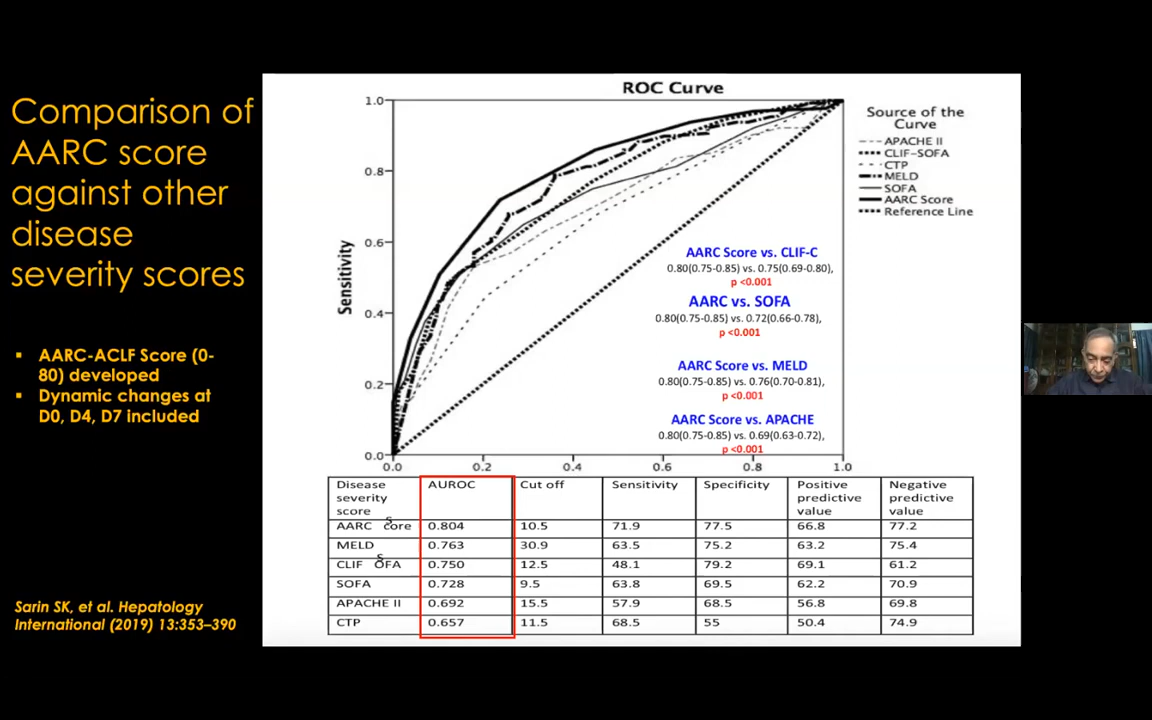 Comparison of
AARC score
against other
disease
severity scores
▪ AARC-ACLF Score (0-
80) developed
▪ Dynamic changes at
D0, D4, D7 included
Sarin SK, et al. Hepatology
International (2019) 13:353–390
ROC Curve
1.0
0.8
0.6
0.4
0.2
0.0
Sensitivity
0.0 0.2 0.4 0.6 0.8 1.0
Source of the
Curve
APACHE II
CLIF-SOFA
CTP
MELD
SOFA
AARC Score
Reference Line
AARC Score vs. CLIF-C
0.80(0.75-0.85) vs. 0.75(0.69-0.80),
p <0.001
AARC vs. SOFA
0.80(0.75-0.85) vs. 0.72(0.66-0.78),
p <0.001
AARC Score vs. MELD
0.80(0.75-0.85) vs. 0.76(0.70-0.81),
p <0.001
AARC Score vs. APACHE
0.80(0.75-0.85) vs. 0.69(0.63-0.72),
p <0.001
Disease severity score AUROC Cut off Sensitivity Specificity Positive predictive value Negative predictive value
AARC score 0.804 10.5 71.9 77.5 66.8 77.2
MELD 0.763 30.9 63.5 75.2 63.2 75.4
CLIF SOFA 0.750 12.5 48.1 79.2 69.1 61.2
SOFA 0.728 9.5 63.8 69.5 62.2 70.9
APACHE II 0.692 15.5 57.9 68.5 56.8 69.8
CTP 0.657 11.5 68.5 55 50.4 74.9